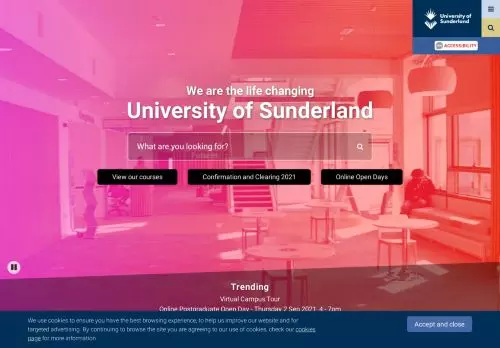 University of
Sunderland
ACCESSIBILITY
We are the life changing
University of Sunderland
What are you looking for?
View our courses
Confirmation and Clearing 2021
Online Open Days
Trending
Virtual Campus Tour
Online Postgraduate Open Day - Thursday 2 Sep 2021, 4 - 7pm
We use cookies to ensure you have the best browsing experience, to help us improve our website and for
targeted advertising. By continuing to browse the site you are agreeing to our use of cookies, check our cookies
page for more information
Accept and close